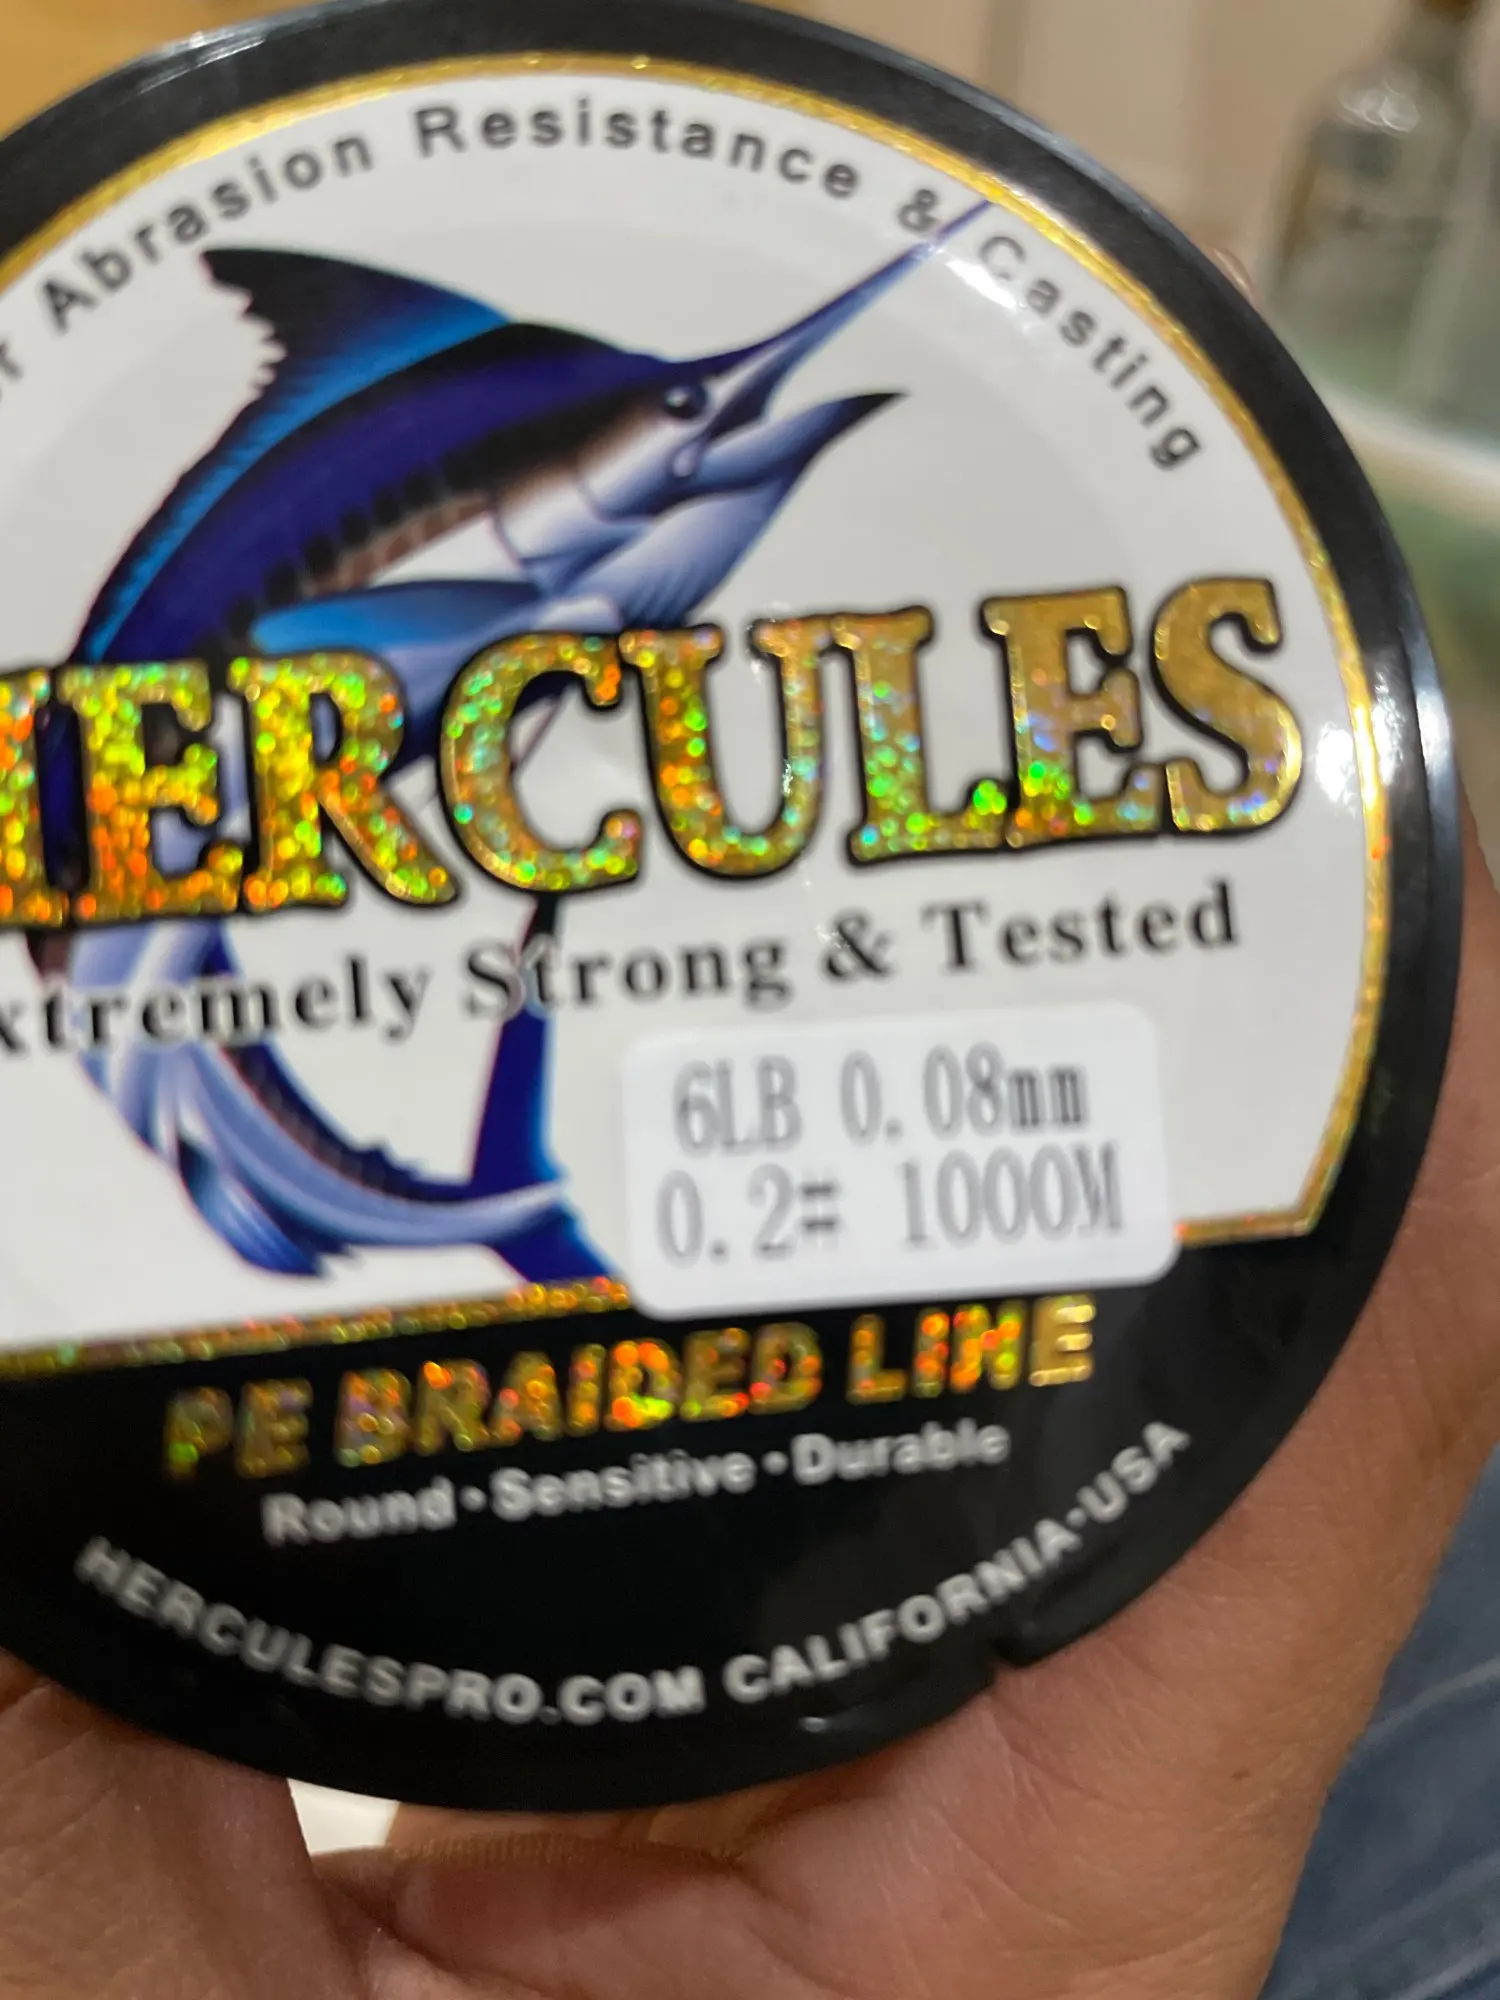 Abrasion Resistance & Casting
HERCULES
xtremely Strong & Tested
6LB 0.08mm
0.2# 1000M
PE BRAIDED LINE
Round • Sensitive • Durable
HERCULESPRO.COM CALIFORNIA•USA